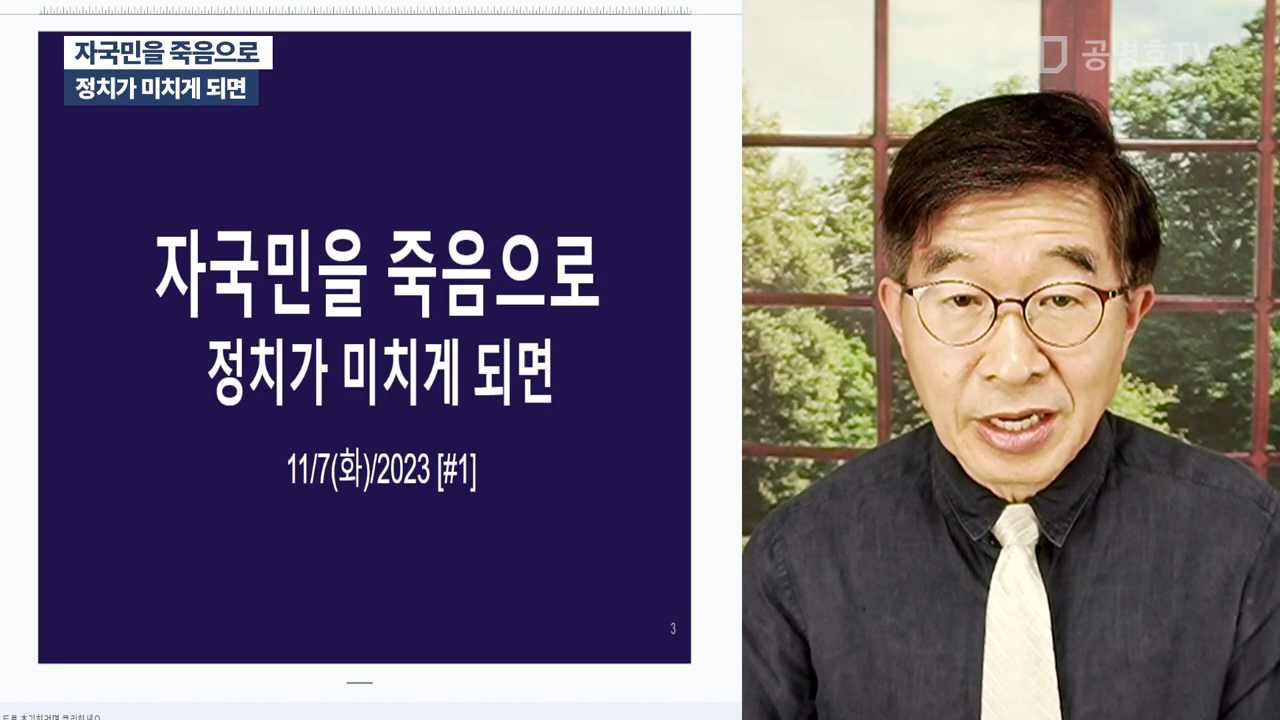 자국민을 죽음으로
정치가 미치게 되면
공병호TV
자국민을 죽음으로
정치가 미치게 되면
11/7(화)/2023 [#1]
3